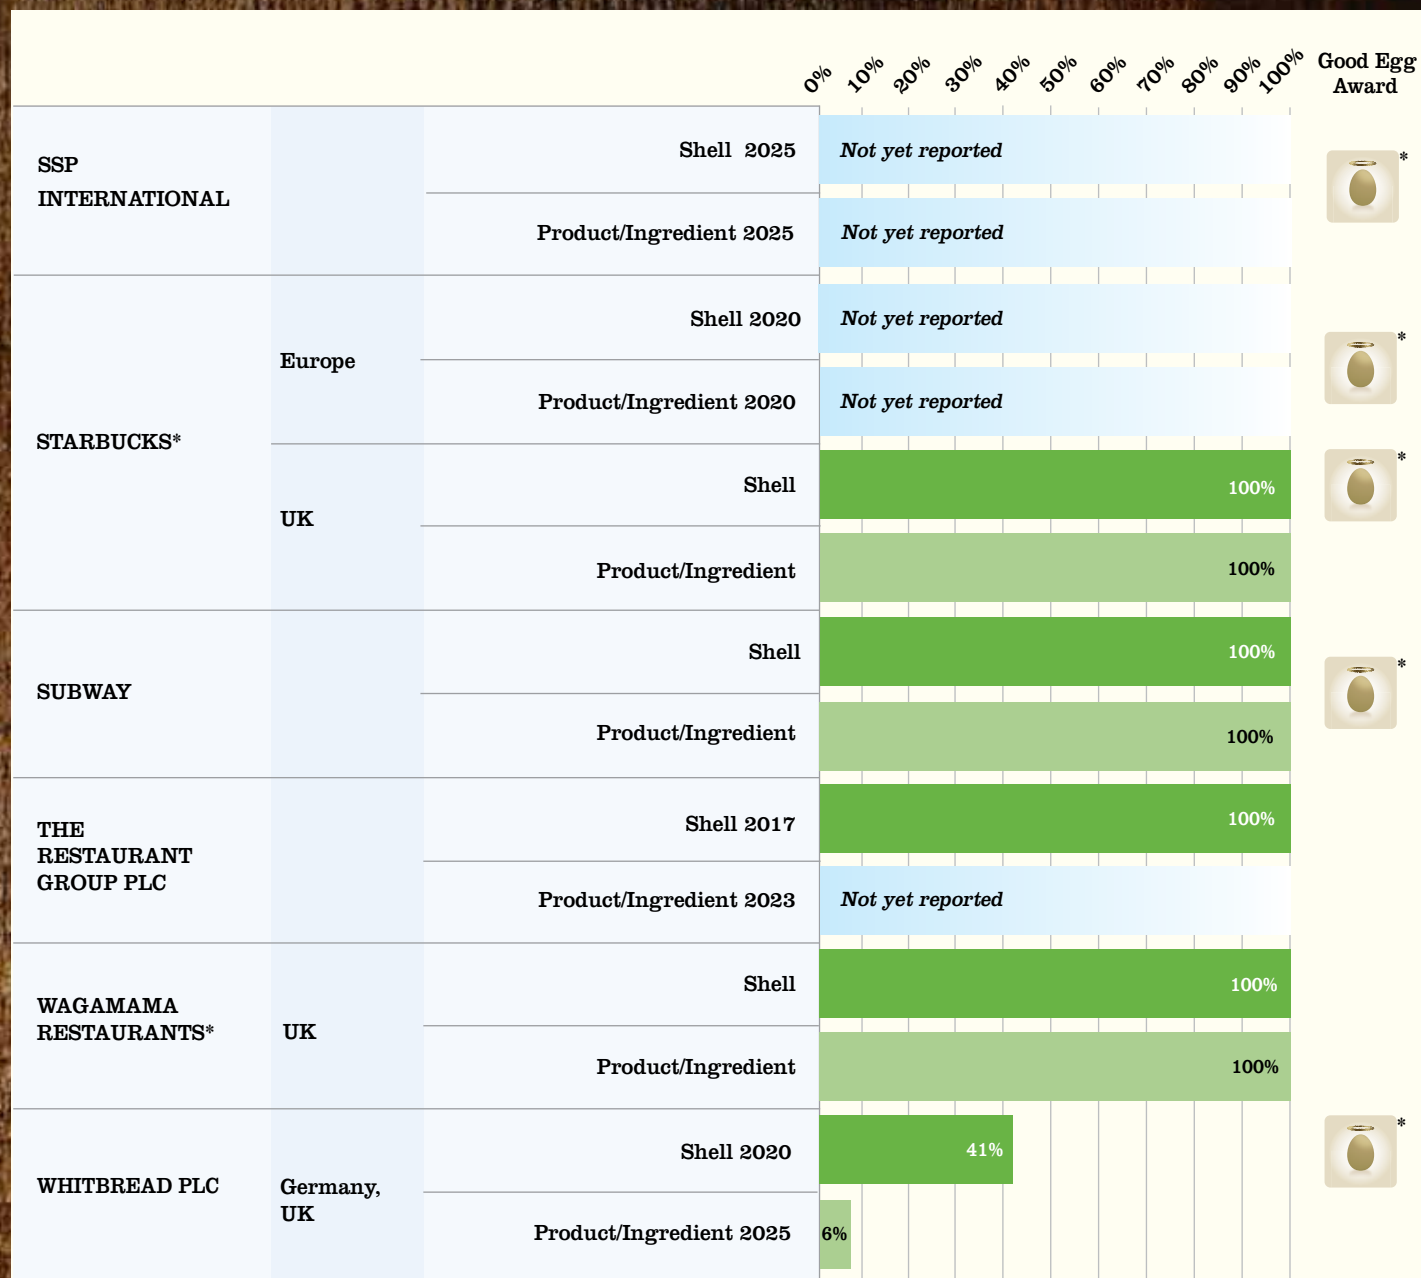 0% 10% 20% 30% 40% 50% 60% 70% 80% 90% 100%
Good Egg
Award
SSP
INTERNATIONAL
Shell 2025
Not yet reported
*
Product/Ingredient 2025
Not yet reported
STARBUCKS*
Europe
Shell 2020
Not yet reported
*
Product/Ingredient 2020
Not yet reported
UK
Shell
100%
*
Product/Ingredient
100%
SUBWAY
Shell
100%
*
Product/Ingredient
100%
THE
RESTAURANT
GROUP PLC
Shell 2017
100%
Product/Ingredient 2023
Not yet reported
WAGAMAMA
RESTAURANTS*
UK
Shell
100%
Product/Ingredient
100%
WHITBREAD PLC
Germany,
UK
Shell 2020
41%
*
Product/Ingredient 2025
6%